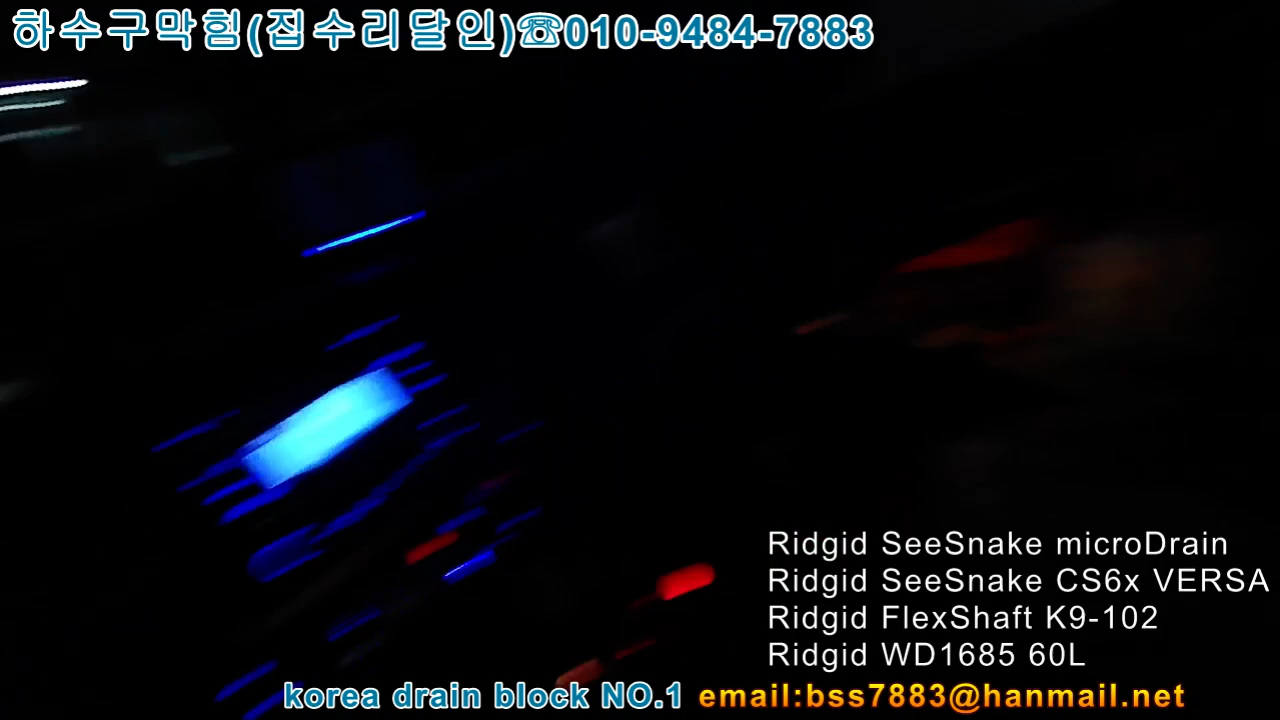 하수구막힘(집수리달인)☎010-9484-7883
Ridgid SeeSnake microDrain
Ridgid SeeSnake CS6x VERSA
Ridgid FlexShaft K9-102
Ridgid WD1685 60L
korea drain block NO.1 email:bss7883@hanmail.net